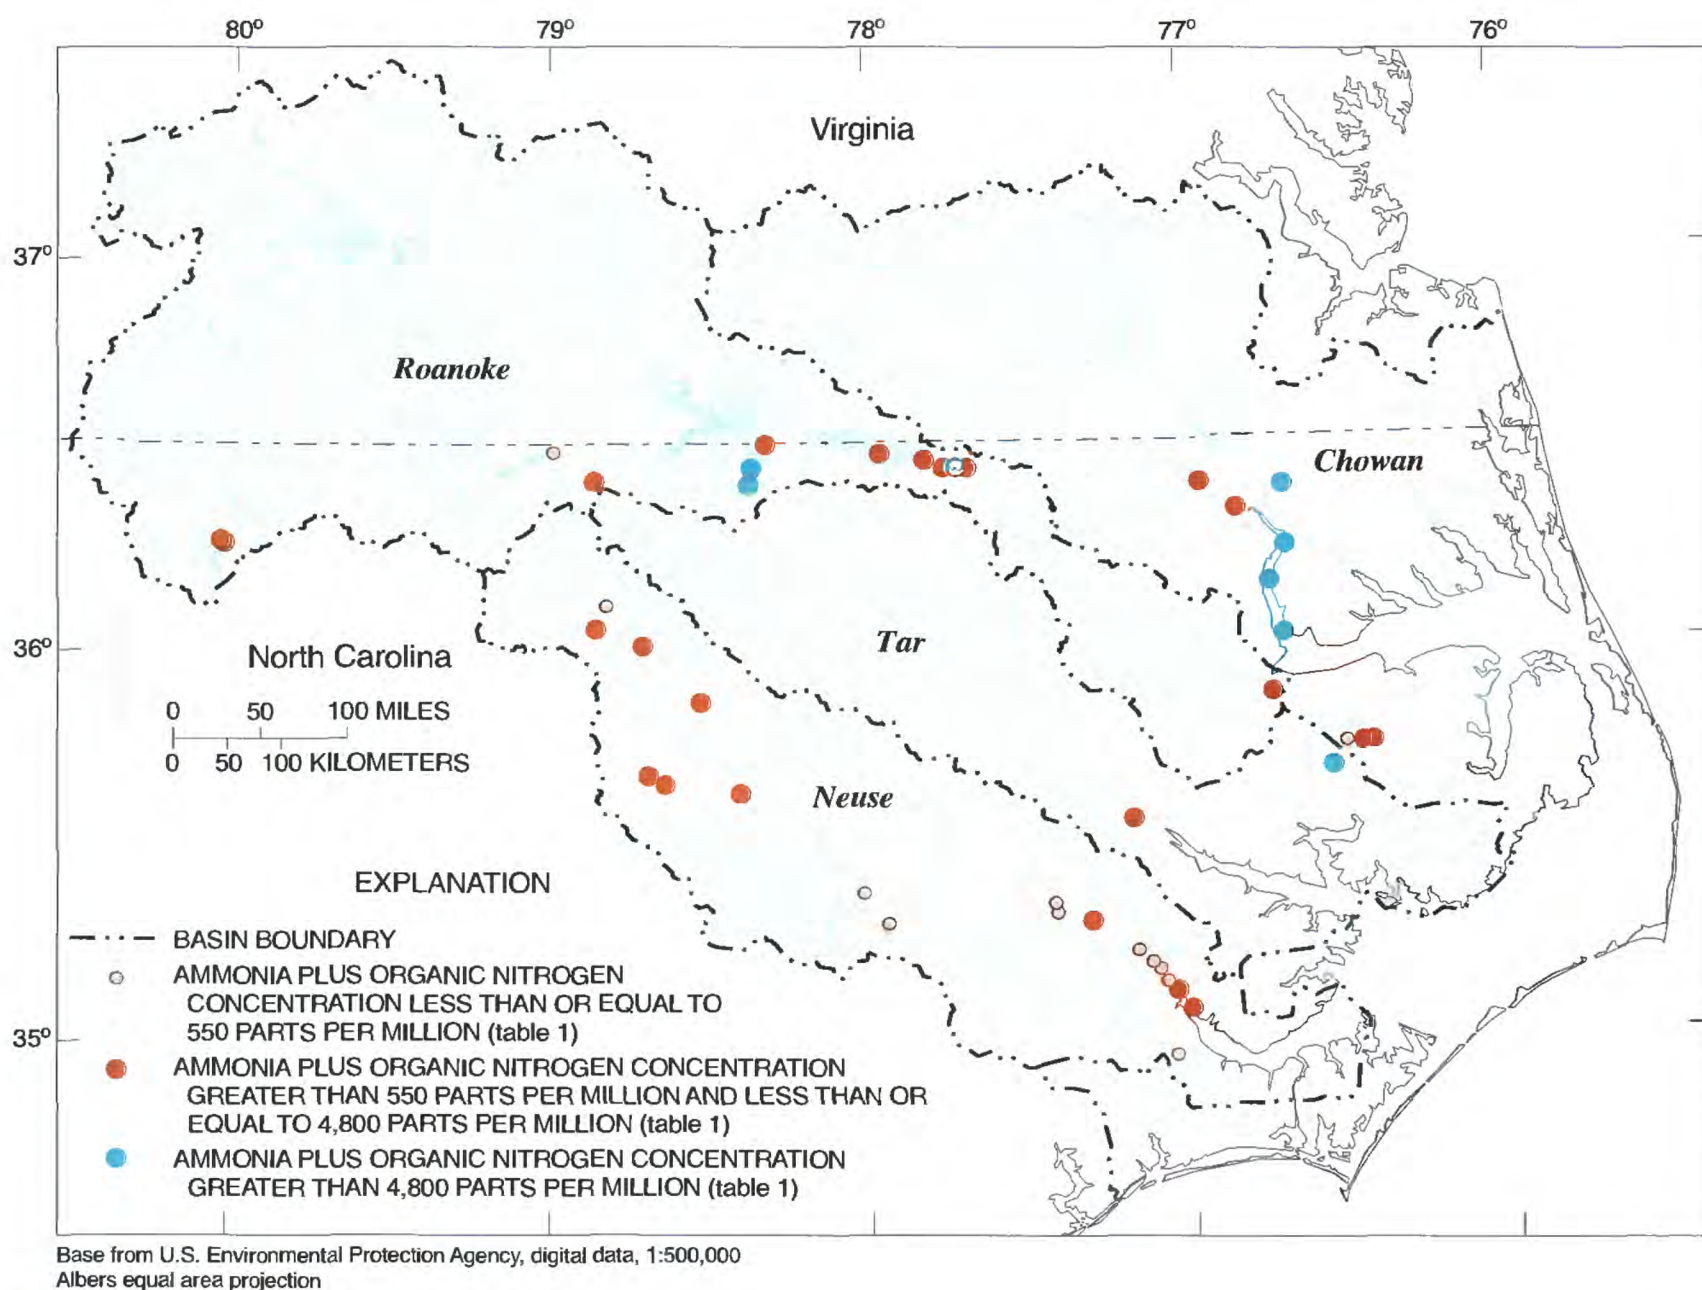 80° 79° 78° 77° 76°
Virginia
37°
Roanoke
Chowan
36°
North Carolina
Tar
0 50 100 MILES
0 50 100 KILOMETERS
Neuse
EXPLANATION
BASIN BOUNDARY
AMMONIA PLUS ORGANIC NITROGEN
CONCENTRATION LESS THAN OR EQUAL TO
550 PARTS PER MILLION (table 1)
35°
AMMONIA PLUS ORGANIC NITROGEN CONCENTRATION
GREATER THAN 550 PARTS PER MILLION AND LESS THAN OR
EQUAL TO 4,800 PARTS PER MILLION (table 1)
AMMONIA PLUS ORGANIC NITROGEN CONCENTRATION
GREATER THAN 4,800 PARTS PER MILLION (table 1)
Base from U.S. Environmental Protection Agency, digital data, 1:500,000
Albers equal area projection